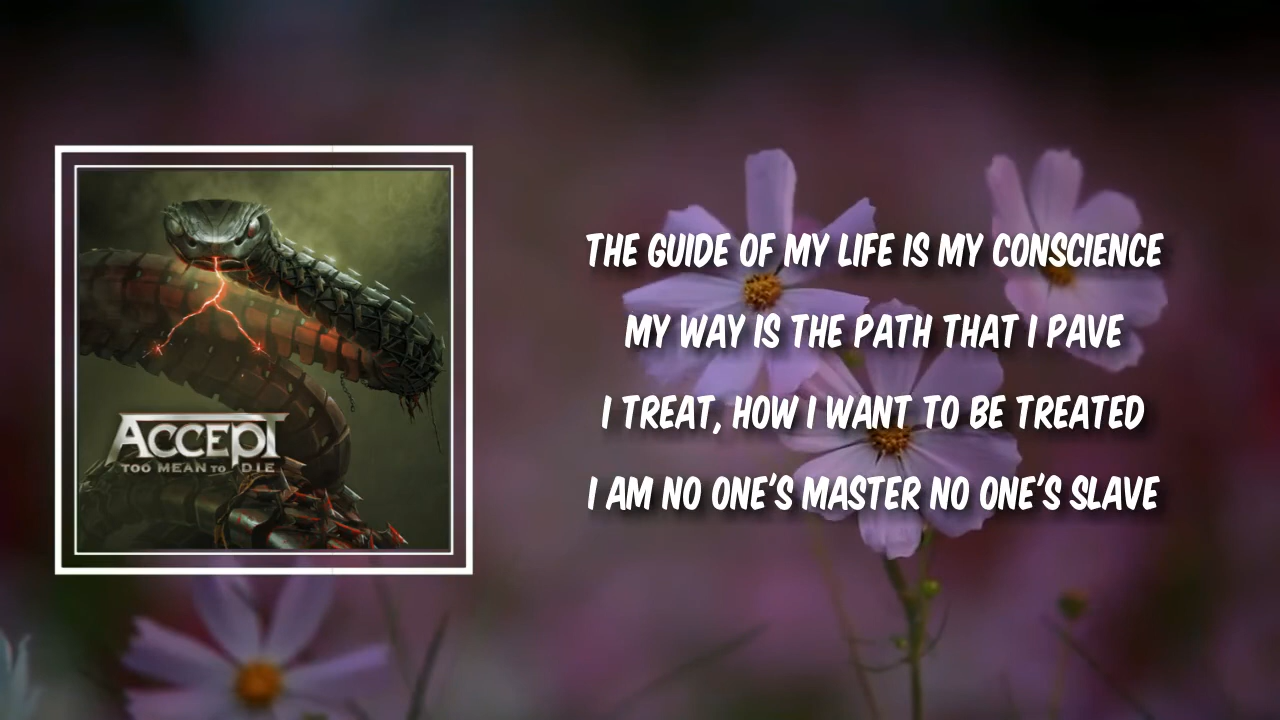 ACCEPT
TOO MEAN TO DIE
THE GUIDE OF MY LIFE IS MY CONSCIENCE
MY WAY IS THE PATH THAT I PAVE
I TREAT, HOW I WANT TO BE TREATED
I AM NO ONE'S MASTER NO ONE'S SLAVE